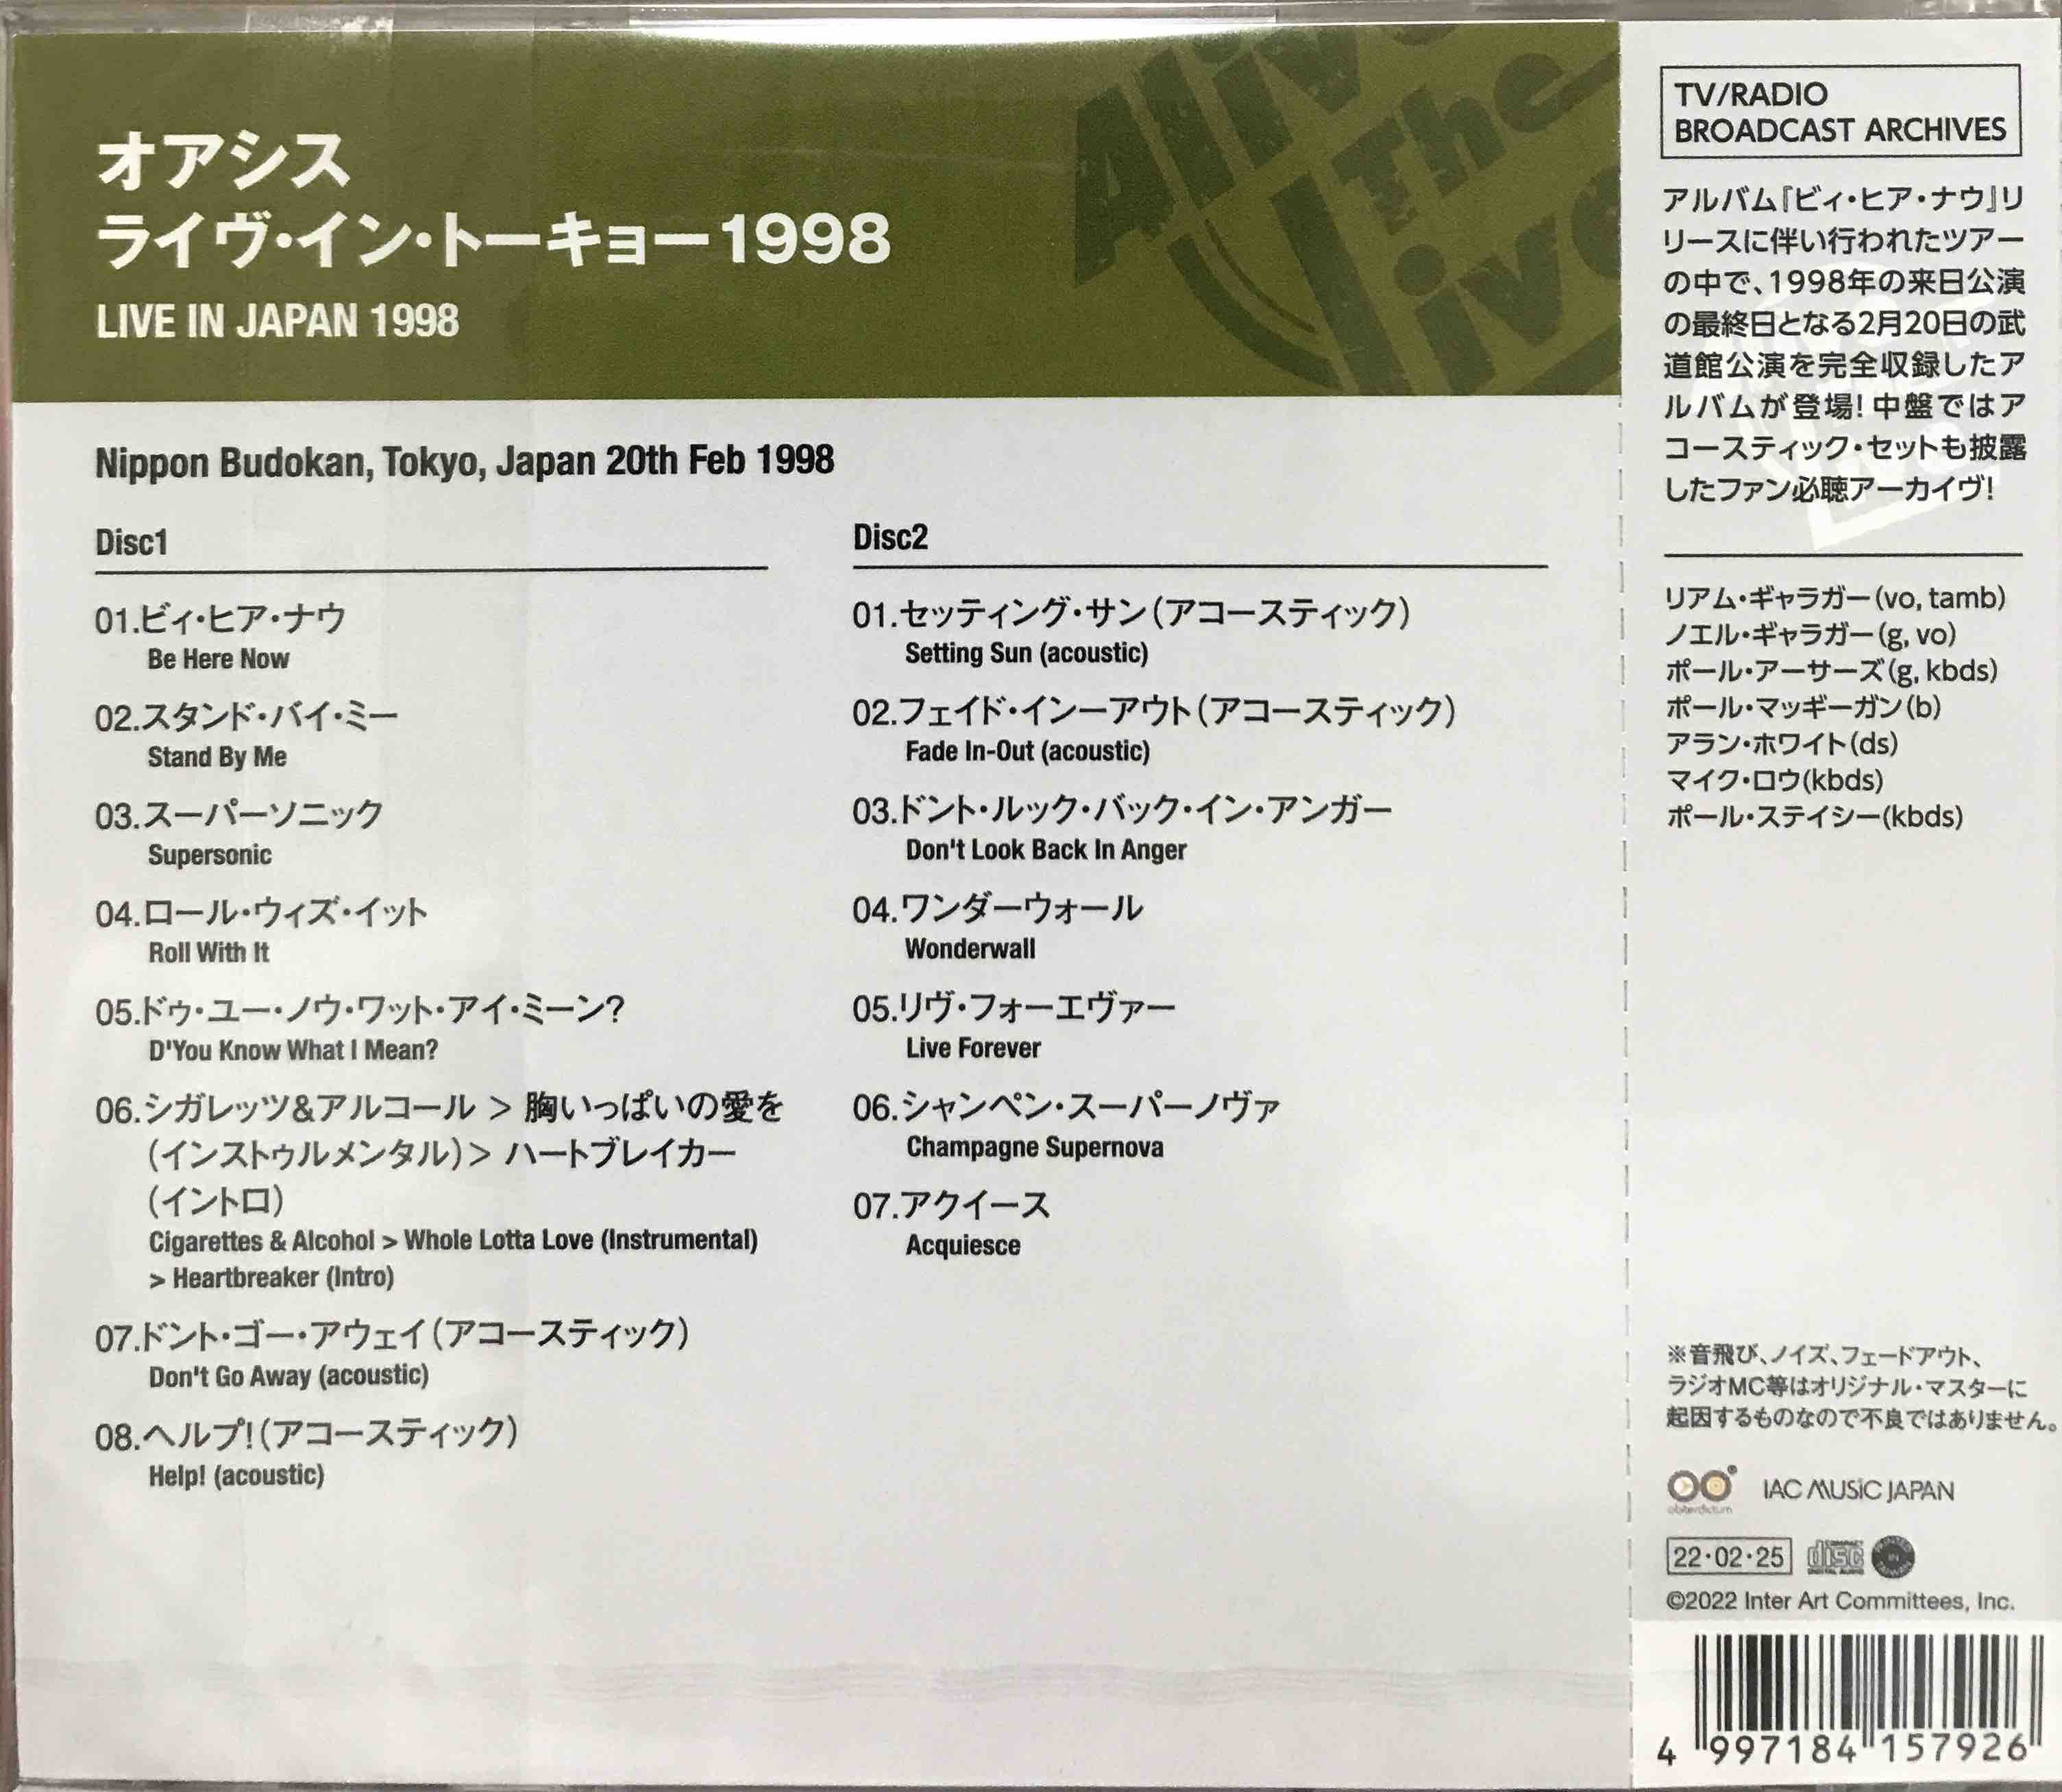 オアシス
ライヴ・イン・トーキョー1998
LIVE IN JAPAN 1998
Alive
The
Live
Nippon Budokan, Tokyo, Japan 20th Feb 1998
Disc1
01.ビィ・ヒア・ナウ
Be Here Now
02.スタンド・バイ・ミー
Stand By Me
03.スーパーソニック
Supersonic
04.ロール・ウィズ・イット
Roll With It
05.ドゥ・ユー・ノウ・ワット・アイ・ミーン?
D'You Know What I Mean?
06.シガレッツ&アルコール > 胸いっぱいの愛を
(インストゥルメンタル)> ハートブレイカー
(イントロ)
Cigarettes & Alcohol > Whole Lotta Love (Instrumental)
> Heartbreaker (Intro)
07.ドント・ゴー・アウェイ(アコースティック)
Don't Go Away (acoustic)
08.ヘルプ!(アコースティック)
Help! (acoustic)
Disc2
01.セッティング・サン(アコースティック)
Setting Sun (acoustic)
02.フェイド・インーアウト(アコースティック)
Fade In-Out (acoustic)
03.ドント・ルック・バック・イン・アンガー
Don't Look Back In Anger
04.ワンダーウォール
Wonderwall
05.リヴ・フォーエヴァー
Live Forever
06.シャンペン・スーパーノヴァ
Champagne Supernova
07.アクイース
Acquiesce
TV/RADIO
BROADCAST ARCHIVES
アルバム『ビィ・ヒア・ナウ』リ
リースに伴い行われたツアー
の中で、1998年の来日公演
の最終日となる2月20日の武
道館公演を完全収録したア
ルバムが登場!中盤ではア
コースティック・セットも披露
したファン必聴アーカイヴ!
リアム・ギャラガー(vo, tamb)
ノエル・ギャラガー(g, vo)
ポール・アーサーズ(g, kbds)
ポール・マッギーガン(b)
アラン・ホワイト(ds)
マイク・ロウ(kbds)
ポール・ステイシー(kbds)
※音飛び、ノイズ、フェードアウト、
ラジオMC等はオリジナル・マスターに
起因するものなので不良ではありません。
obiterdictum
IAC MUSIC JAPAN
22・02・25
COMPACT disc DIGITAL AUDIO
©2022 Inter Art Committees, Inc.
4 997184 157926